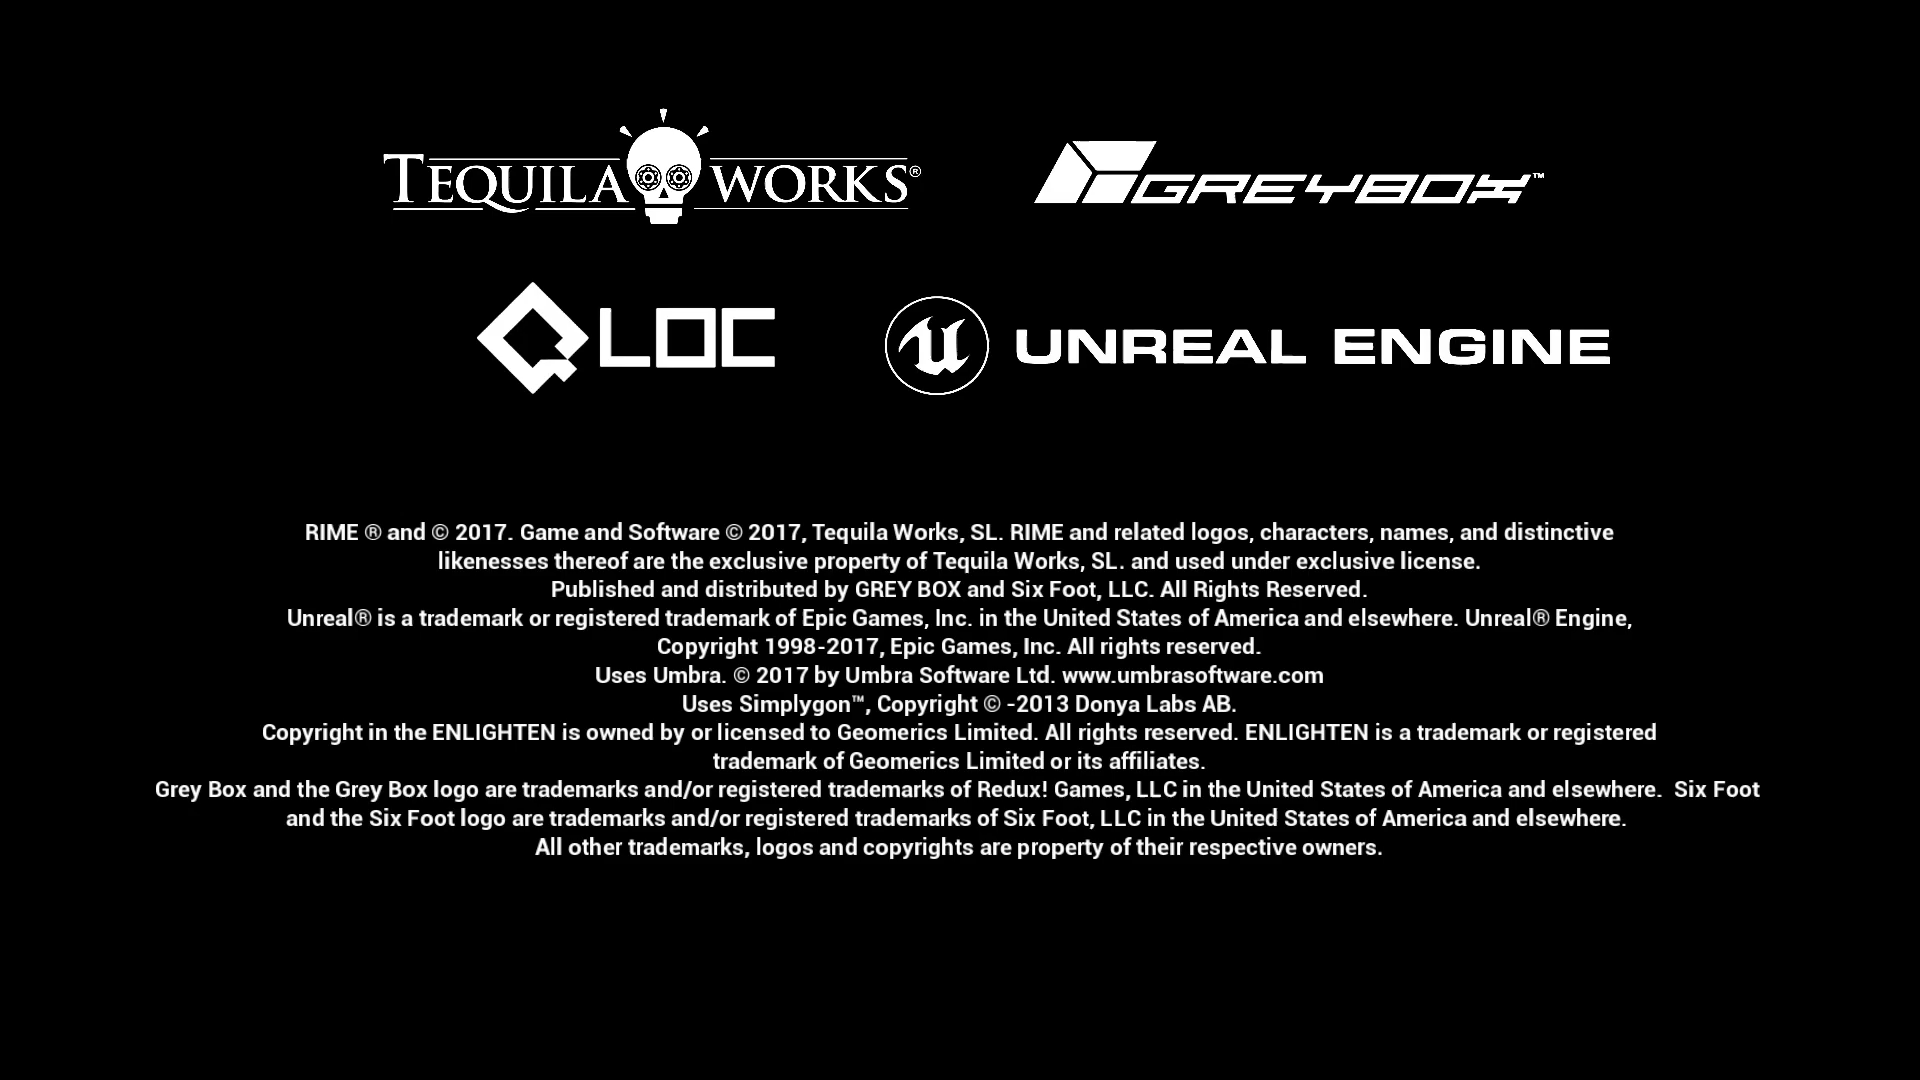 TEQUILA WORKS®
GREYBOX™
QLOC
UNREAL ENGINE
RIME ® and © 2017. Game and Software © 2017, Tequila Works, SL. RIME and related logos, characters, names, and distinctive
likenesses thereof are the exclusive property of Tequila Works, SL. and used under exclusive license.
Published and distributed by GREY BOX and Six Foot, LLC. All Rights Reserved.
Unreal® is a trademark or registered trademark of Epic Games, Inc. in the United States of America and elsewhere. Unreal® Engine,
Copyright 1998-2017, Epic Games, Inc. All rights reserved.
Uses Umbra. © 2017 by Umbra Software Ltd. www.umbrasoftware.com
Uses Simplygon™, Copyright © -2013 Donya Labs AB.
Copyright in the ENLIGHTEN is owned by or licensed to Geomerics Limited. All rights reserved. ENLIGHTEN is a trademark or registered
trademark of Geomerics Limited or its affiliates.
Grey Box and the Grey Box logo are trademarks and/or registered trademarks of Redux! Games, LLC in the United States of America and elsewhere.  Six Foot
and the Six Foot logo are trademarks and/or registered trademarks of Six Foot, LLC in the United States of America and elsewhere.
All other trademarks, logos and copyrights are property of their respective owners.